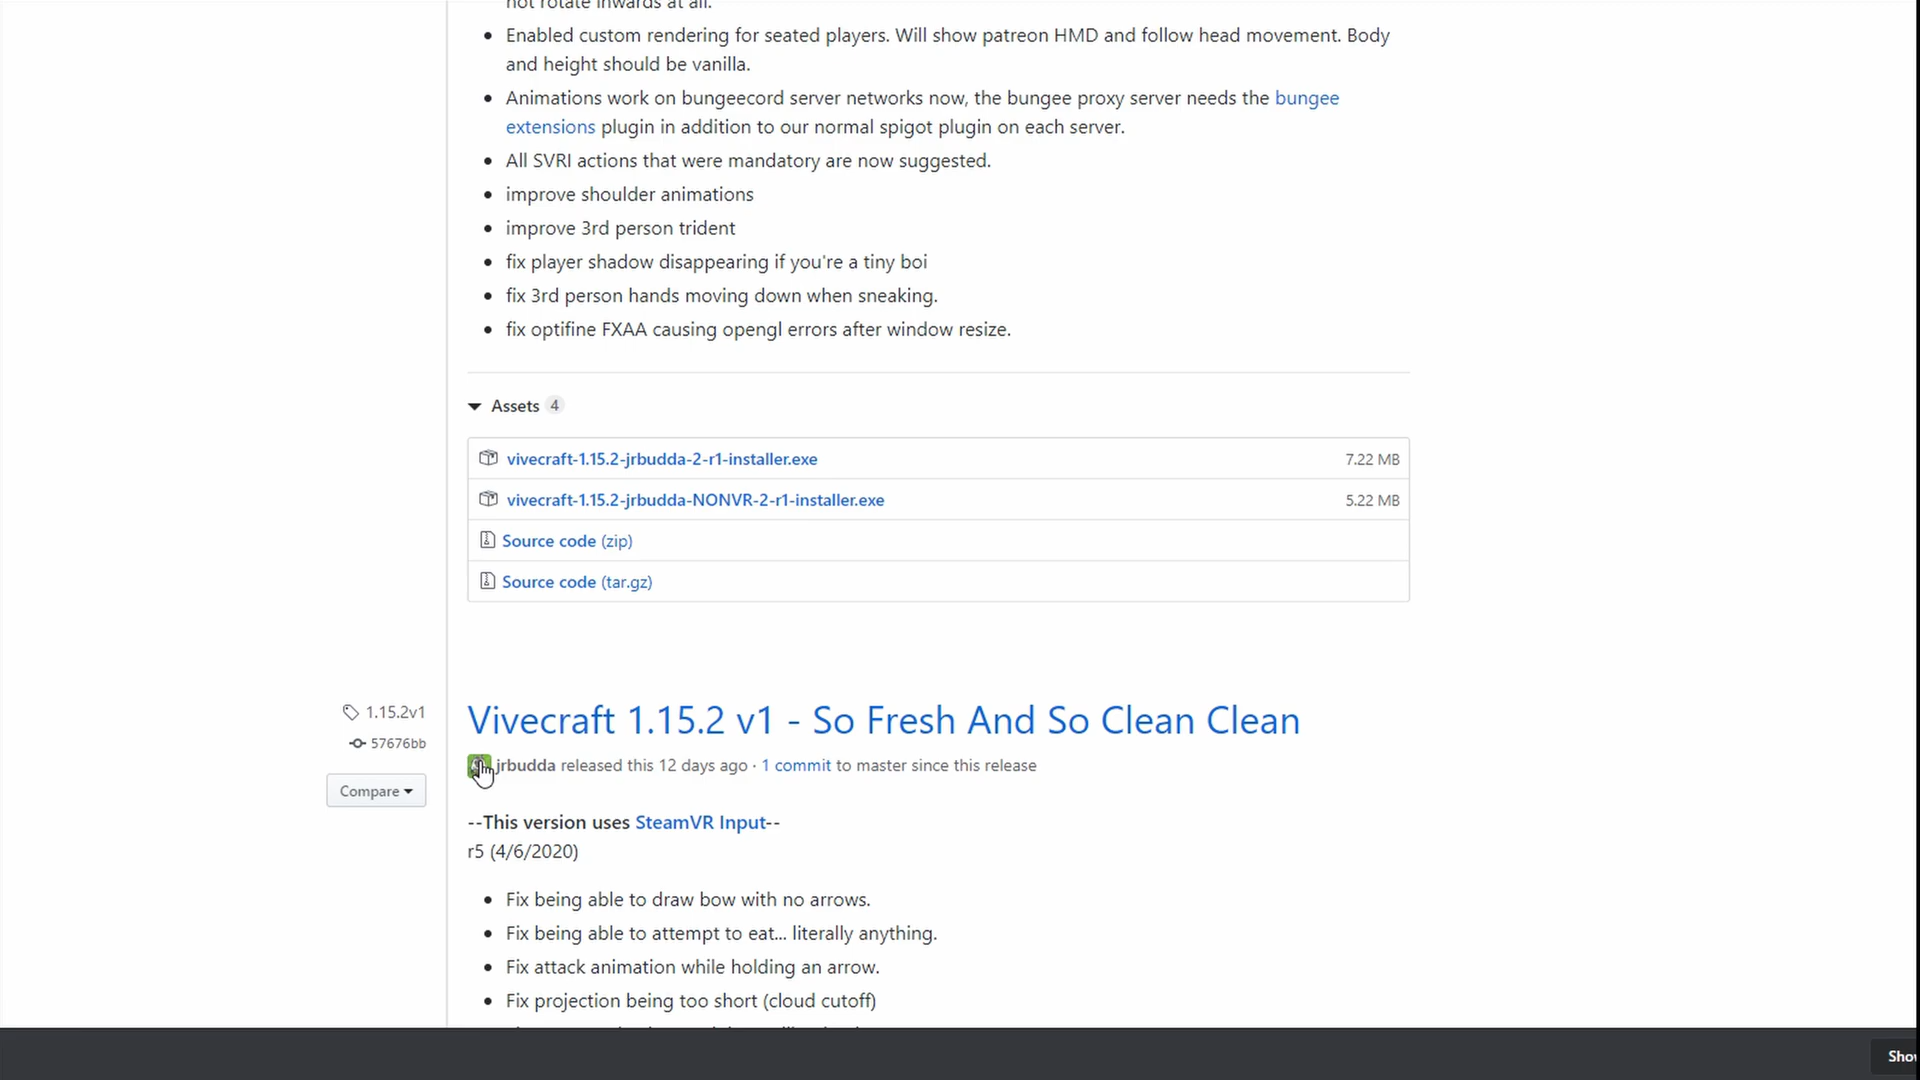 not rotate inwards at all.
Enabled custom rendering for seated players. Will show patreon HMD and follow head movement. Body
and height should be vanilla.
Animations work on bungeecord server networks now, the bungee proxy server needs the bungee
extensions plugin in addition to our normal spigot plugin on each server.
All SVRI actions that were mandatory are now suggested.
improve shoulder animations
improve 3rd person trident
fix player shadow disappearing if you're a tiny boi
fix 3rd person hands moving down when sneaking.
fix optifine FXAA causing opengl errors after window resize.
Assets 4
vivecraft-1.15.2-jrbudda-2-r1-installer.exe 7.22 MB
vivecraft-1.15.2-jrbudda-NONVR-2-r1-installer.exe 5.22 MB
Source code (zip)
Source code (tar.gz)
1.15.2v1
57676bb
Compare
Vivecraft 1.15.2 v1 - So Fresh And So Clean Clean
jrbudda released this 12 days ago · 1 commit to master since this release
--This version uses SteamVR Input--
r5 (4/6/2020)
Fix being able to draw bow with no arrows.
Fix being able to attempt to eat... literally anything.
Fix attack animation while holding an arrow.
Fix projection being too short (cloud cutoff)